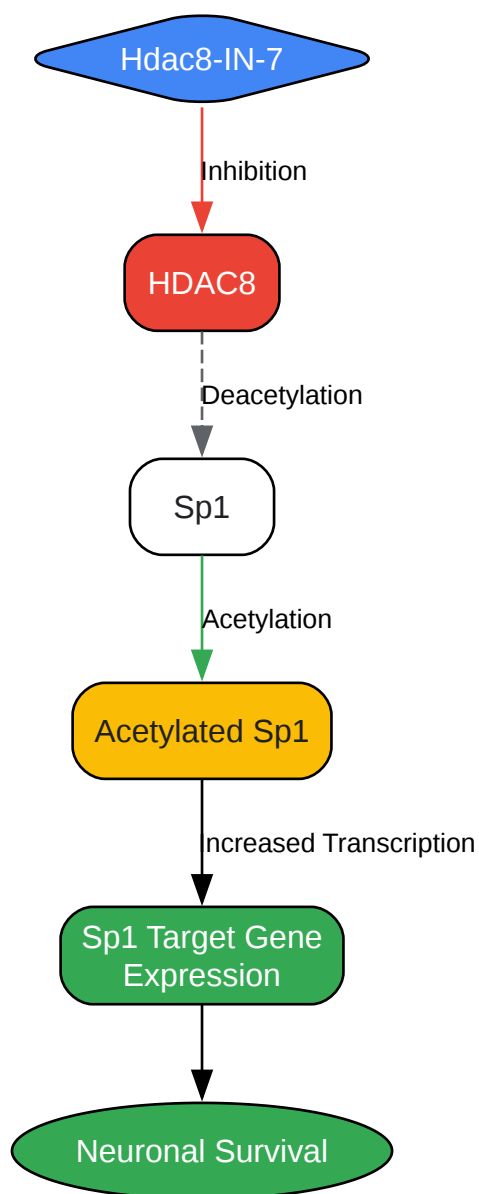 Hdac8-IN-7
Inhibition
HDAC8
Deacetylation
Sp1
Acetylation
Acetylated Sp1
Increased Transcription
Sp1 Target Gene
Expression
Neuronal Survival